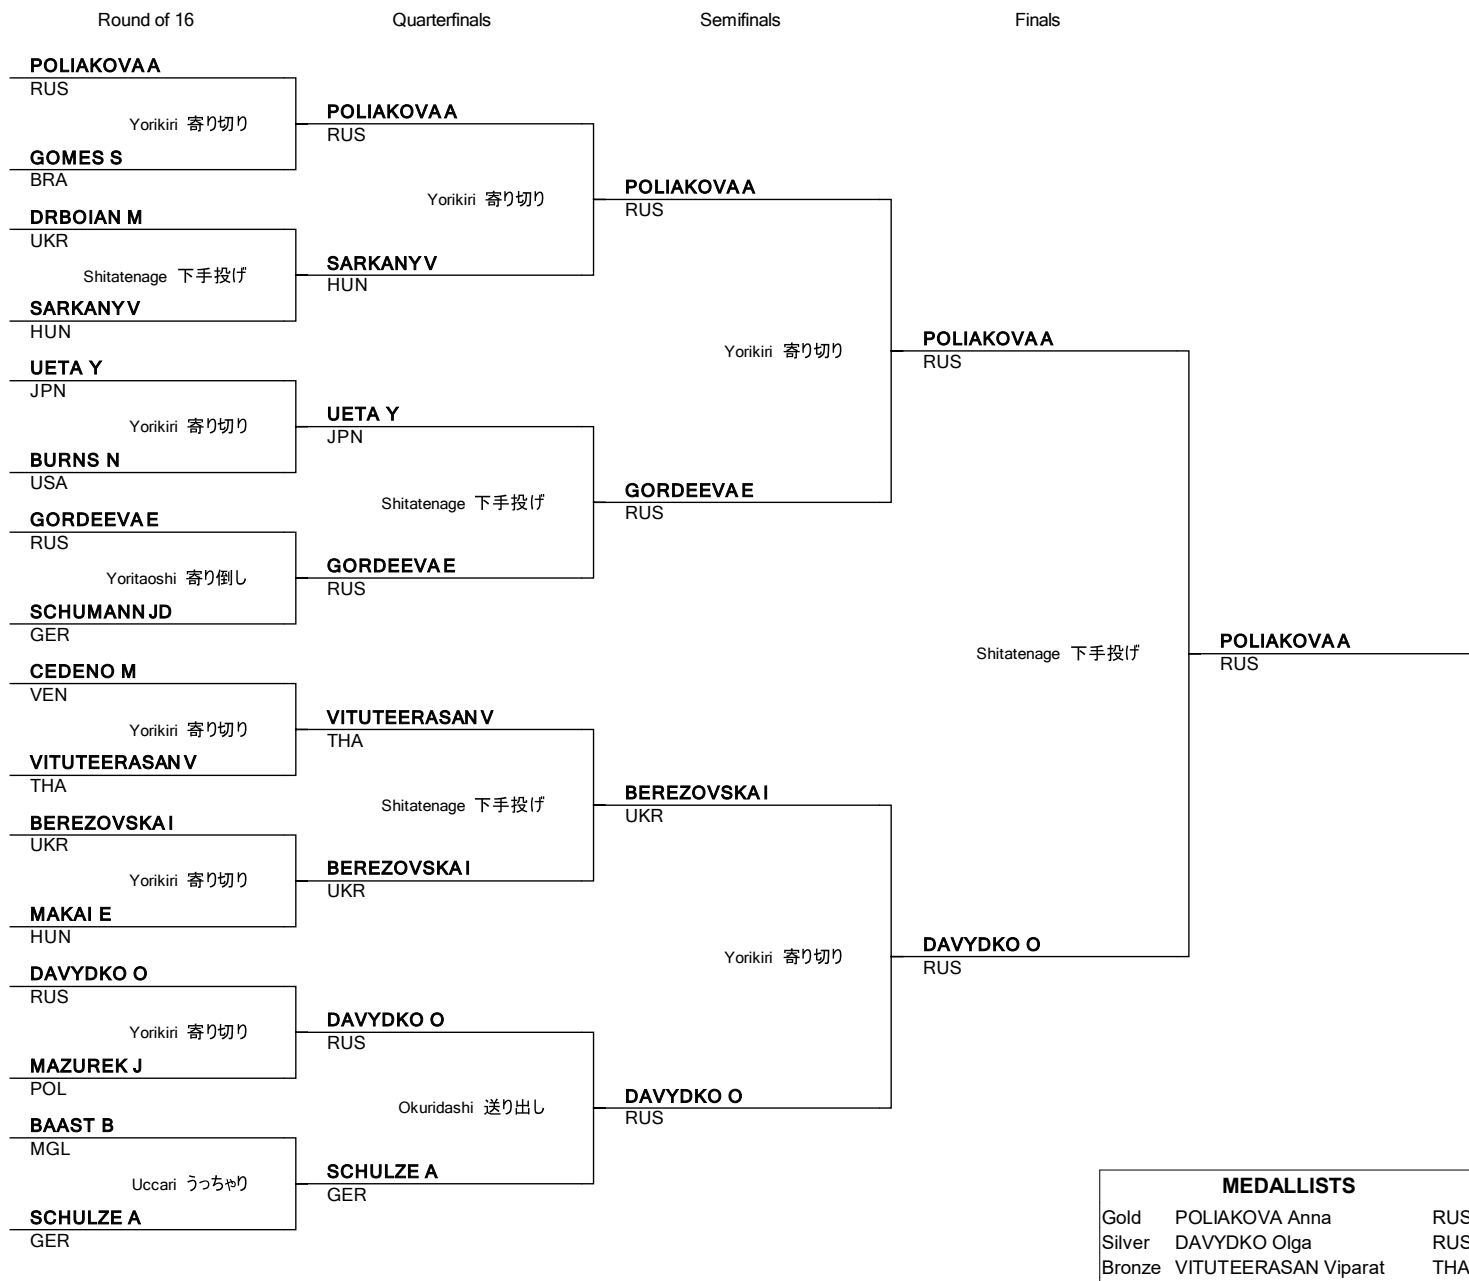 Round of 16 Quarterfinals Semifinals Finals
POLIAKOVA A
RUS
Yorikiri 寄り切り
GOMES S
BRA
DRBOIAN M
UKR
Shitatenage 下手投げ
SARKANY V
HUN
UETA Y
JPN
Yorikiri 寄り切り
BURNS N
USA
GORDEEVA E
RUS
Yoritaoshi 寄り倒し
SCHUMANN JD
GER
CEDENO M
VEN
Yorikiri 寄り切り
VITUTEERASAN V
THA
BEREZOVSKA I
UKR
Yorikiri 寄り切り
MAKAI E
HUN
DAVYDKO O
RUS
Yorikiri 寄り切り
MAZUREK J
POL
BAAST B
MGL
Uccari うっちゃり
SCHULZE A
GER
POLIAKOVA A
RUS
Yorikiri 寄り切り
SARKANY V
HUN
UETA Y
JPN
Shitatenage 下手投げ
GORDEEVA E
RUS
VITUTEERASAN V
THA
Shitatenage 下手投げ
BEREZOVSKA I
UKR
DAVYDKO O
RUS
Okuridashi 送り出し
SCHULZE A
GER
POLIAKOVA A
RUS
Yorikiri 寄り切り
GORDEEVA E
RUS
BEREZOVSKA I
UKR
Yorikiri 寄り切り
DAVYDKO O
RUS
POLIAKOVA A
RUS
Shitatenage 下手投げ
DAVYDKO O
RUS
POLIAKOVA A
RUS
MEDALLISTS
Gold POLIAKOVA Anna RUS
Silver DAVYDKO Olga RUS
Bronze VITUTEERASAN Viparat THA